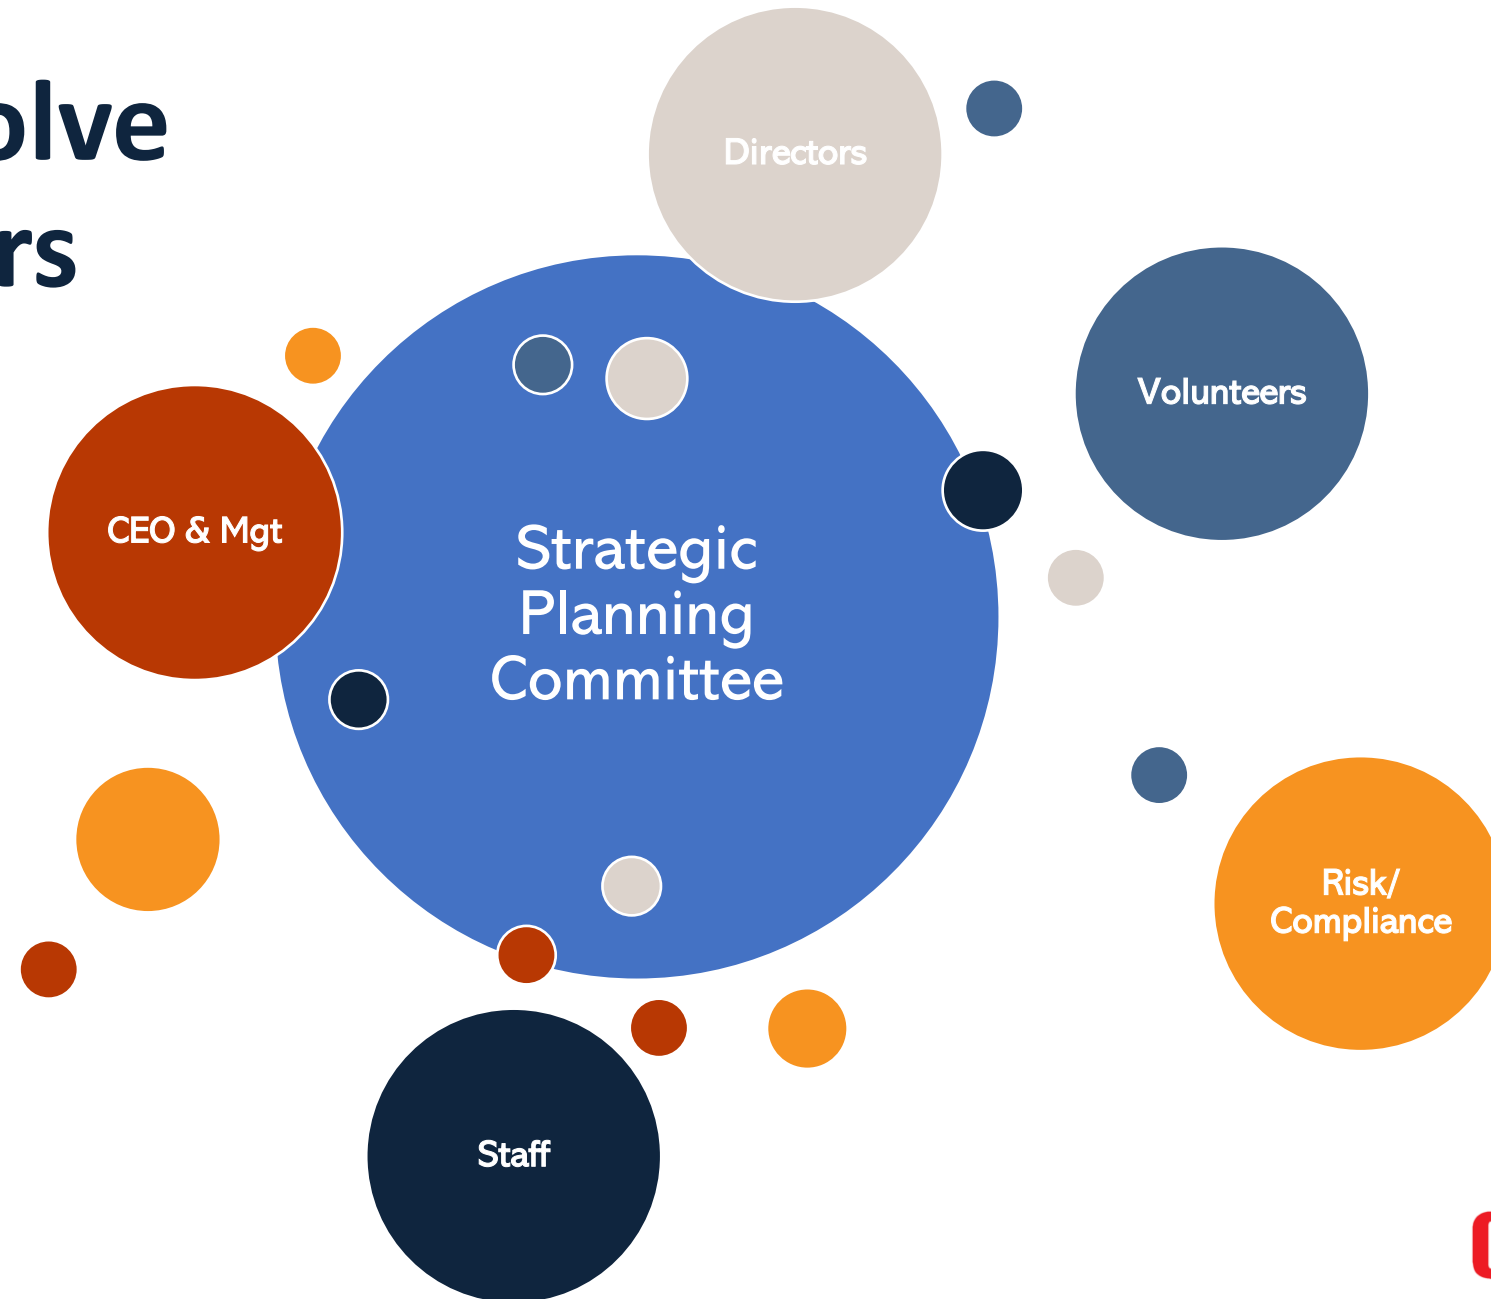 olve
rs
Directors
Volunteers
CEO & Mgt
Strategic
Planning
Committee
Risk/
Compliance
Staff